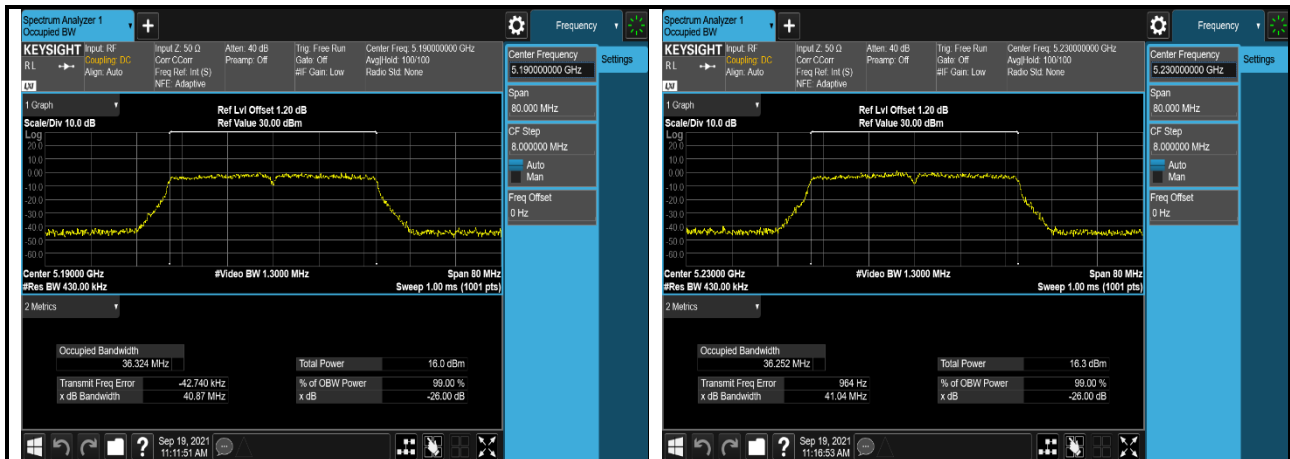 Spectrum Analyzer 1
Occupied BW
Frequency
KEYSIGHT
RL
LXI
Input: RF
Coupling: DC
Align: Auto
Input Z: 50 Ω
Corr CCorr
Freq Ref: Int (S)
NFE: Adaptive
Atten: 40 dB
Preamp: Off
Trig: Free Run
Gate: Off
#IF Gain: Low
Center Freq: 5.190000000 GHz
Avg|Hold: 100/100
Radio Std: None
Center Frequency
5.190000000 GHz
Settings
Span
80.000 MHz
CF Step
8.000000 MHz
Auto
Man
Freq Offset
0 Hz
1 Graph
Scale/Div 10.0 dB
Ref Lvl Offset 1.20 dB
Ref Value 30.00 dBm
Log
20.0
10.0
0.00
-10.0
-20.0
-30.0
-40.0
-50.0
-60.0
Center 5.19000 GHz
#Res BW 430.00 kHz
#Video BW 1.3000 MHz
Span 80 MHz
Sweep 1.00 ms (1001 pts)
2 Metrics
Occupied Bandwidth
36.324 MHz
Total Power 16.0 dBm
Transmit Freq Error -42.740 kHz
% of OBW Power 99.00 %
x dB Bandwidth 40.87 MHz
x dB -26.00 dB
?
Sep 19, 2021
11:11:51 AM
Spectrum Analyzer 1
Occupied BW
Frequency
KEYSIGHT
RL
LXI
Input: RF
Coupling: DC
Align: Auto
Input Z: 50 Ω
Corr CCorr
Freq Ref: Int (S)
NFE: Adaptive
Atten: 40 dB
Preamp: Off
Trig: Free Run
Gate: Off
#IF Gain: Low
Center Freq: 5.230000000 GHz
Avg|Hold: 100/100
Radio Std: None
Center Frequency
5.230000000 GHz
Settings
Span
80.000 MHz
CF Step
8.000000 MHz
Auto
Man
Freq Offset
0 Hz
1 Graph
Scale/Div 10.0 dB
Ref Lvl Offset 1.20 dB
Ref Value 30.00 dBm
Log
20.0
10.0
0.00
-10.0
-20.0
-30.0
-40.0
-50.0
-60.0
Center 5.23000 GHz
#Res BW 430.00 kHz
#Video BW 1.3000 MHz
Span 80 MHz
Sweep 1.00 ms (1001 pts)
2 Metrics
Occupied Bandwidth
36.252 MHz
Total Power 16.3 dBm
Transmit Freq Error 964 Hz
% of OBW Power 99.00 %
x dB Bandwidth 41.04 MHz
x dB -26.00 dB
?
Sep 19, 2021
11:16:53 AM